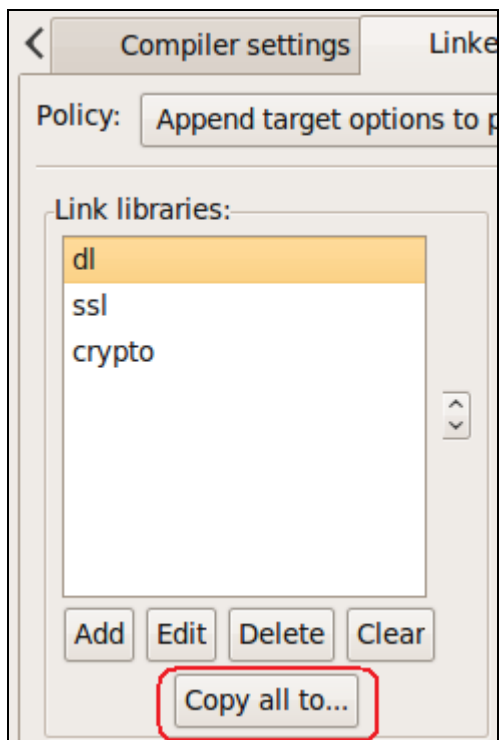 Compiler settings Linke
Policy: Append target options to p
Link libraries:
dl
ssl
crypto
Add Edit Delete Clear
Copy all to...